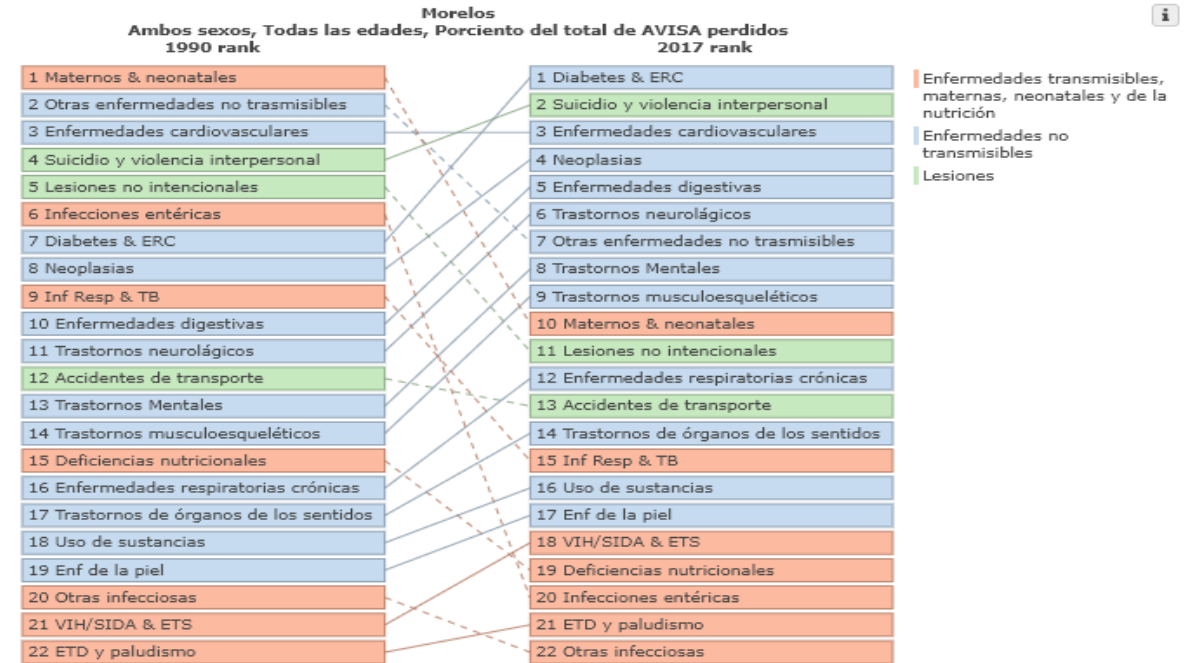 Morelos
Ambos sexos, Todas las edades, Porciento del total de AVISA perdidos
1990 rank
2017 rank
1 Maternos & neonatales
2 Otras enfermedades no trasmisibles
3 Enfermedades cardiovasculares
4 Suicidio y violencia interpersonal
5 Lesiones no intencionales
6 Infecciones entéricas
7 Diabetes & ERC
8 Neoplasias
9 Inf Resp & TB
10 Enfermedades digestivas
11 Trastornos neurolágicos
12 Accidentes de transporte
13 Trastornos Mentales
14 Trastornos musculoesqueléticos
15 Deficiencias nutricionales
16 Enfermedades respiratorias crónicas
17 Trastornos de órganos de los sentidos
18 Uso de sustancias
19 Enf de la piel
20 Otras infecciosas
21 VIH/SIDA & ETS
22 ETD y paludismo
1 Diabetes & ERC
2 Suicidio y violencia interpersonal
3 Enfermedades cardiovasculares
4 Neoplasias
5 Enfermedades digestivas
6 Trastornos neurolágicos
7 Otras enfermedades no trasmisibles
8 Trastornos Mentales
9 Trastornos musculoesqueléticos
10 Maternos & neonatales
11 Lesiones no intencionales
12 Enfermedades respiratorias crónicas
13 Accidentes de transporte
14 Trastornos de órganos de los sentidos
15 Inf Resp & TB
16 Uso de sustancias
17 Enf de la piel
18 VIH/SIDA & ETS
19 Deficiencias nutricionales
20 Infecciones entéricas
21 ETD y paludismo
22 Otras infecciosas
i
Enfermedades transmisibles,
maternas, neonatales y de la
nutrición
Enfermedades no
transmisibles
Lesiones